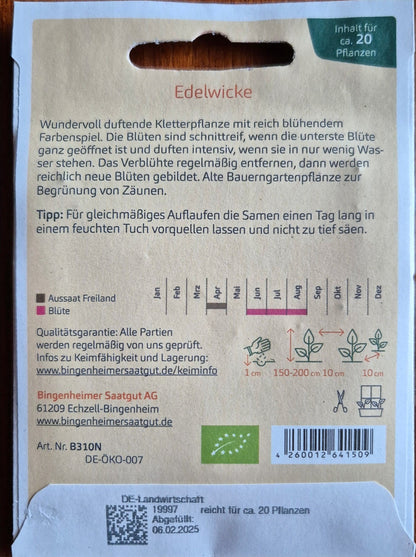 Inhalt für
ca. 20
Pflanzen
Edelwicke
Wundervoll duftende Kletterpflanze mit reich blühendem
Farbenspiel. Die Blüten sind schnittreif, wenn die unterste Blüte
ganz geöffnet ist und duften intensiv, wenn sie in nur wenig Was-
ser stehen. Das Verblühte regelmäßig entfernen, dann werden
reichlich neue Blüten gebildet. Alte Bauerngartenpflanze zur
Begrünung von Zäunen.
Tipp: Für gleichmäßiges Auflaufen die Samen einen Tag lang in
einem feuchten Tuch vorquellen lassen und nicht zu tief säen.
Jan Feb Mrz Apr Mai Jun Jul Aug Sep Okt Nov Dez
Aussaat Freiland
Blüte
Qualitätsgarantie: Alle Partien
werden regelmäßig von uns geprüft.
Infos zu Keimfähigkeit und Lagerung:
www.bingenheimersaatgut.de/keiminfo
1 cm 150-200 cm 10 cm 10 cm
Bingenheimer Saatgut AG
61209 Echzell-Bingenheim
www.bingenheimersaatgut.de
Art. Nr. B310N
DE-ÖKO-007
4 260012 641509
DE-Landwirtschaft
19997 reicht für ca. 20 Pflanzen
Abgefüllt:
06.02.2025